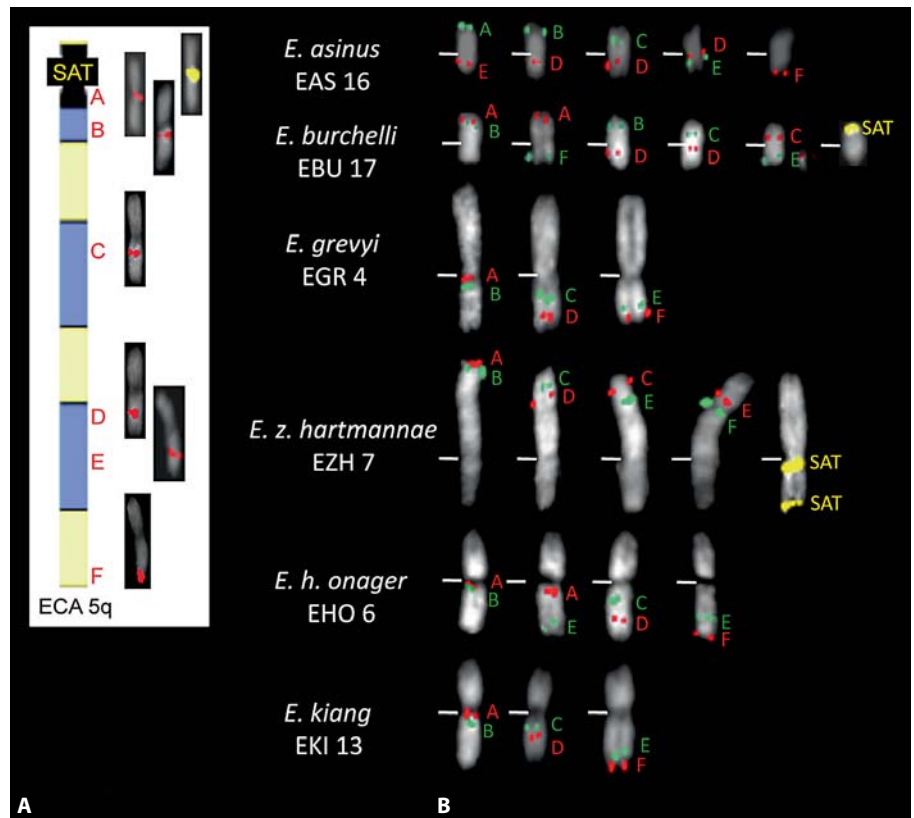 SAT
A
B
C
D
E
F
ECA 5q
A
E. asinus
EAS 16
A
E
B
D
C
D
D
E
F
E. burchelli
EBU 17
A
B
A
F
B
D
C
D
C
E
SAT
E. grevyi
EGR 4
A
B
C
D
E
F
E. z. hartmannae
EZH 7
A
B
C
D
C
E
E
F
SAT
SAT
E. h. onager
EHO 6
A
B
A
E
C
D
E
F
E. kiang
EKI 13
A
B
C
D
E
F
B